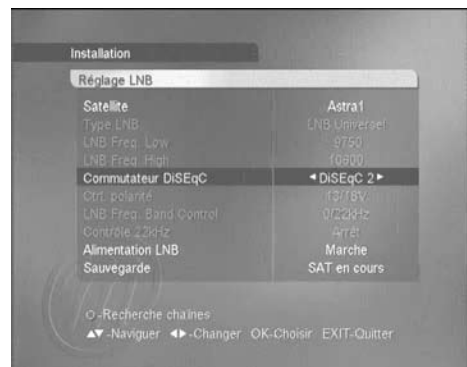 Installation
Réglage LNB
Satellite Astra1
Type LNB LNB Universel
LNB Freq. Low 9750
LNB Freq. High 10600
Commutateur DiSEqC ◄ DiSEqC 2 ►
Ctrl. polarité 13/18V
LNB Freq. Band Control 0/22kHz
Contrôle 22kHz Arrêt
Alimentation LNB Marche
Sauvegarde SAT en cours
O-Recherche chaînes
▲▼-Naviguer ◄►-Changer OK-Choisir EXIT-Quitter